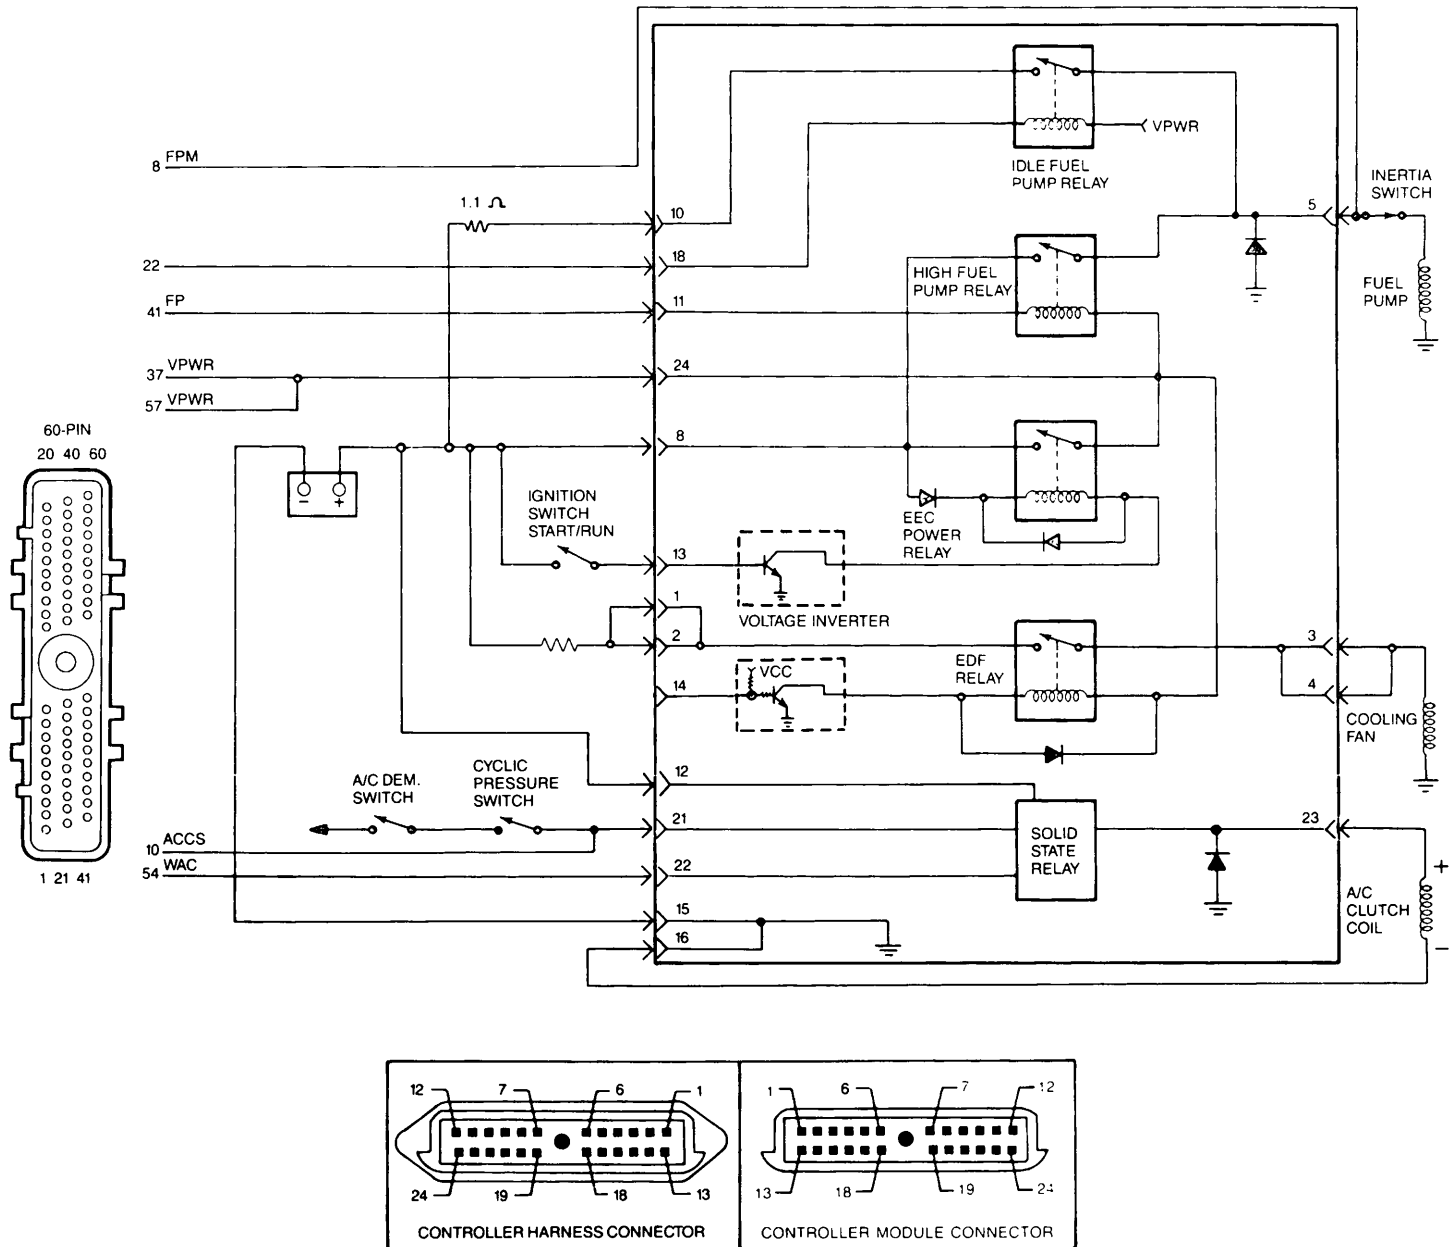 IDLE FUEL
PUMP RELAY
VPWR
8 FPM
1.1 Ω
10
5
INERTIA
SWITCH
22
18
HIGH FUEL
PUMP RELAY
FUEL
PUMP
41 FP
11
37 VPWR
24
57 VPWR
60-PIN
20 40 60
8
− +
IGNITION
SWITCH
START/RUN
EEC
POWER
RELAY
13
VOLTAGE INVERTER
1
2
EDF
RELAY
3
VCC
14
4
COOLING
FAN
12
A/C DEM.
SWITCH
CYCLIC
PRESSURE
SWITCH
21
SOLID
STATE
RELAY
23
10 ACCS
54 WAC
22
1 21 41
+
A/C
CLUTCH
COIL
−
15
16
12 7 6 1
24 19 18 13
CONTROLLER HARNESS CONNECTOR
1 6 7 12
13 18 19 24
CONTROLLER MODULE CONNECTOR